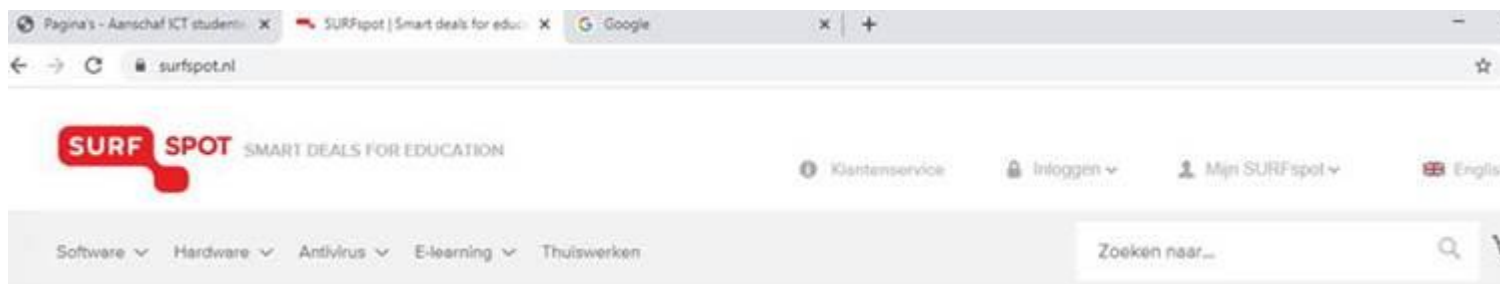 Pagina's - Aanschaf ICT studente
SURFspot | Smart deals for educ
Google
surfspot.nl
SURF SPOT SMART DEALS FOR EDUCATION
Klantenservice Inloggen Mijn SURFspot Englis
Software Hardware Antivirus E-learning Thuiswerken Zoeken naar...